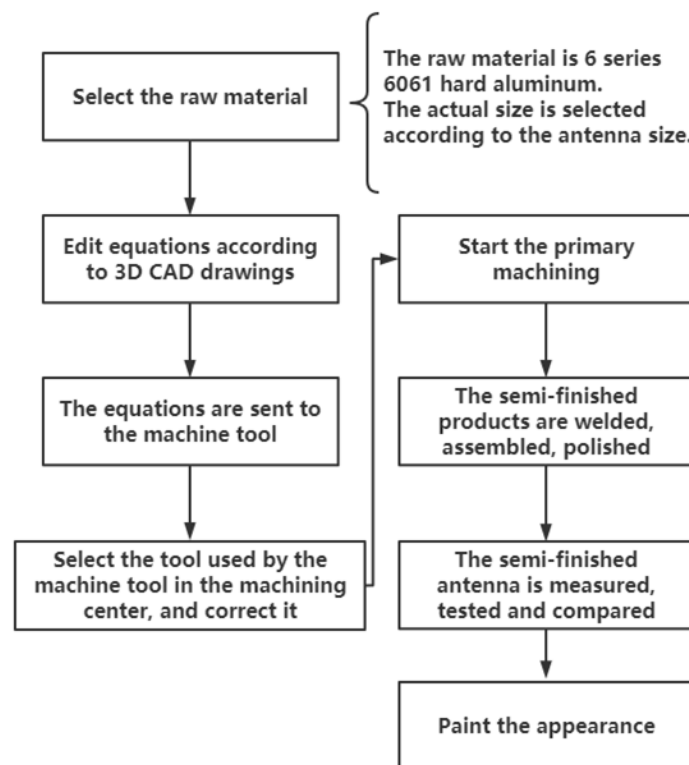 Select the raw material
The raw material is 6 series
6061 hard aluminum.
The actual size is selected
according to the antenna size.
Edit equations according
to 3D CAD drawings
The equations are sent to
the machine tool
Select the tool used by the
machine tool in the machining
center, and correct it
Start the primary
machining
The semi-finished
products are welded,
assembled, polished
The semi-finished
antenna is measured,
tested and compared
Paint the appearance